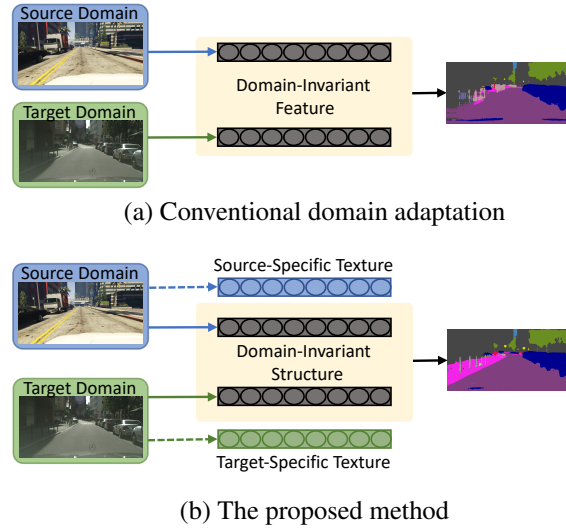 Source Domain
Domain-Invariant
Feature
Target Domain
(a) Conventional domain adaptation
Source Domain
Source-Specific Texture
Domain-Invariant
Structure
Target Domain
Target-Specific Texture
(b) The proposed method